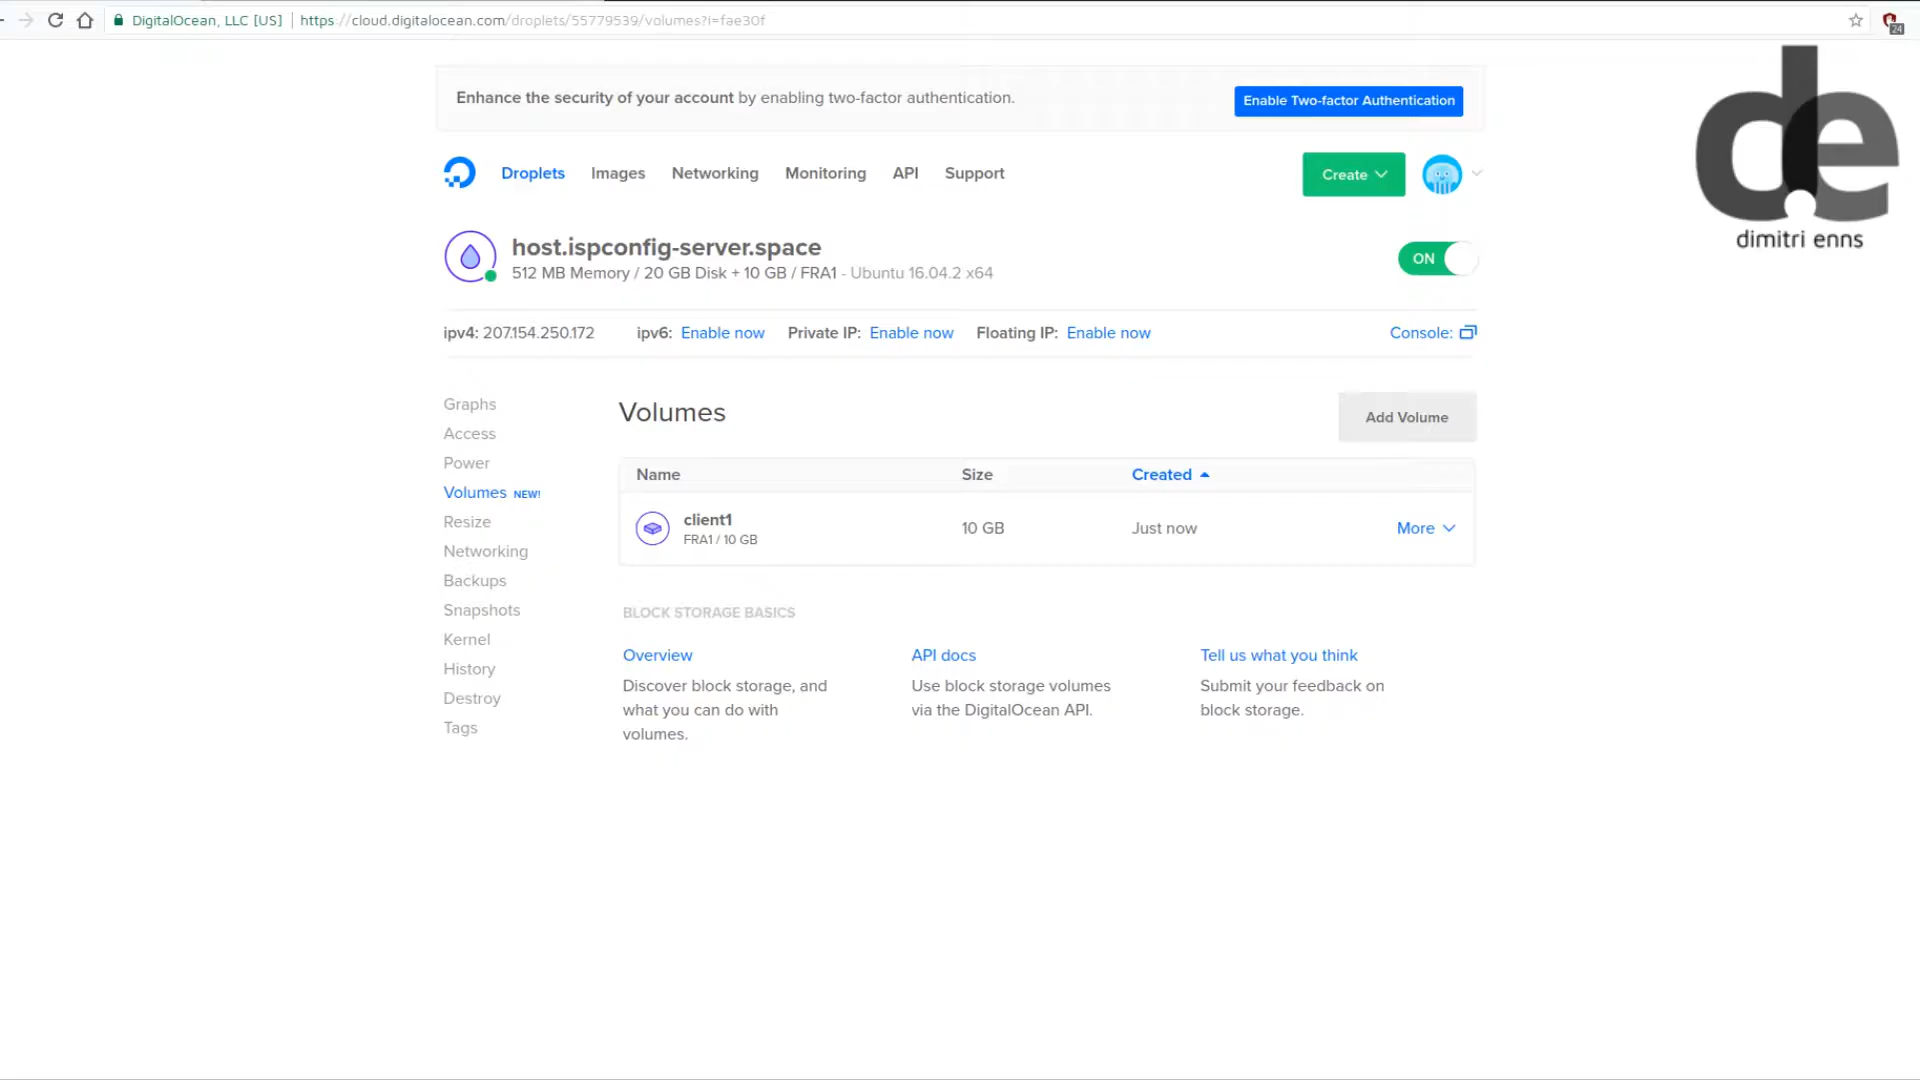 DigitalOcean, LLC [US] | https://cloud.digitalocean.com/droplets/55779539/volumes?i=fae30f
24
de
dimitri enns
Enhance the security of your account by enabling two-factor authentication.
Enable Two-factor Authentication
Droplets Images Networking Monitoring API Support
Create
host.ispconfig-server.space
512 MB Memory / 20 GB Disk + 10 GB / FRA1 - Ubuntu 16.04.2 x64
ON
ipv4: 207.154.250.172 ipv6: Enable now Private IP: Enable now Floating IP: Enable now Console:
Graphs
Access
Power
Volumes NEW!
Resize
Networking
Backups
Snapshots
Kernel
History
Destroy
Tags
Volumes
Add Volume
Name Size Created
client1
FRA1 / 10 GB
10 GB Just now More
BLOCK STORAGE BASICS
Overview
Discover block storage, and
what you can do with
volumes.
API docs
Use block storage volumes
via the DigitalOcean API.
Tell us what you think
Submit your feedback on
block storage.